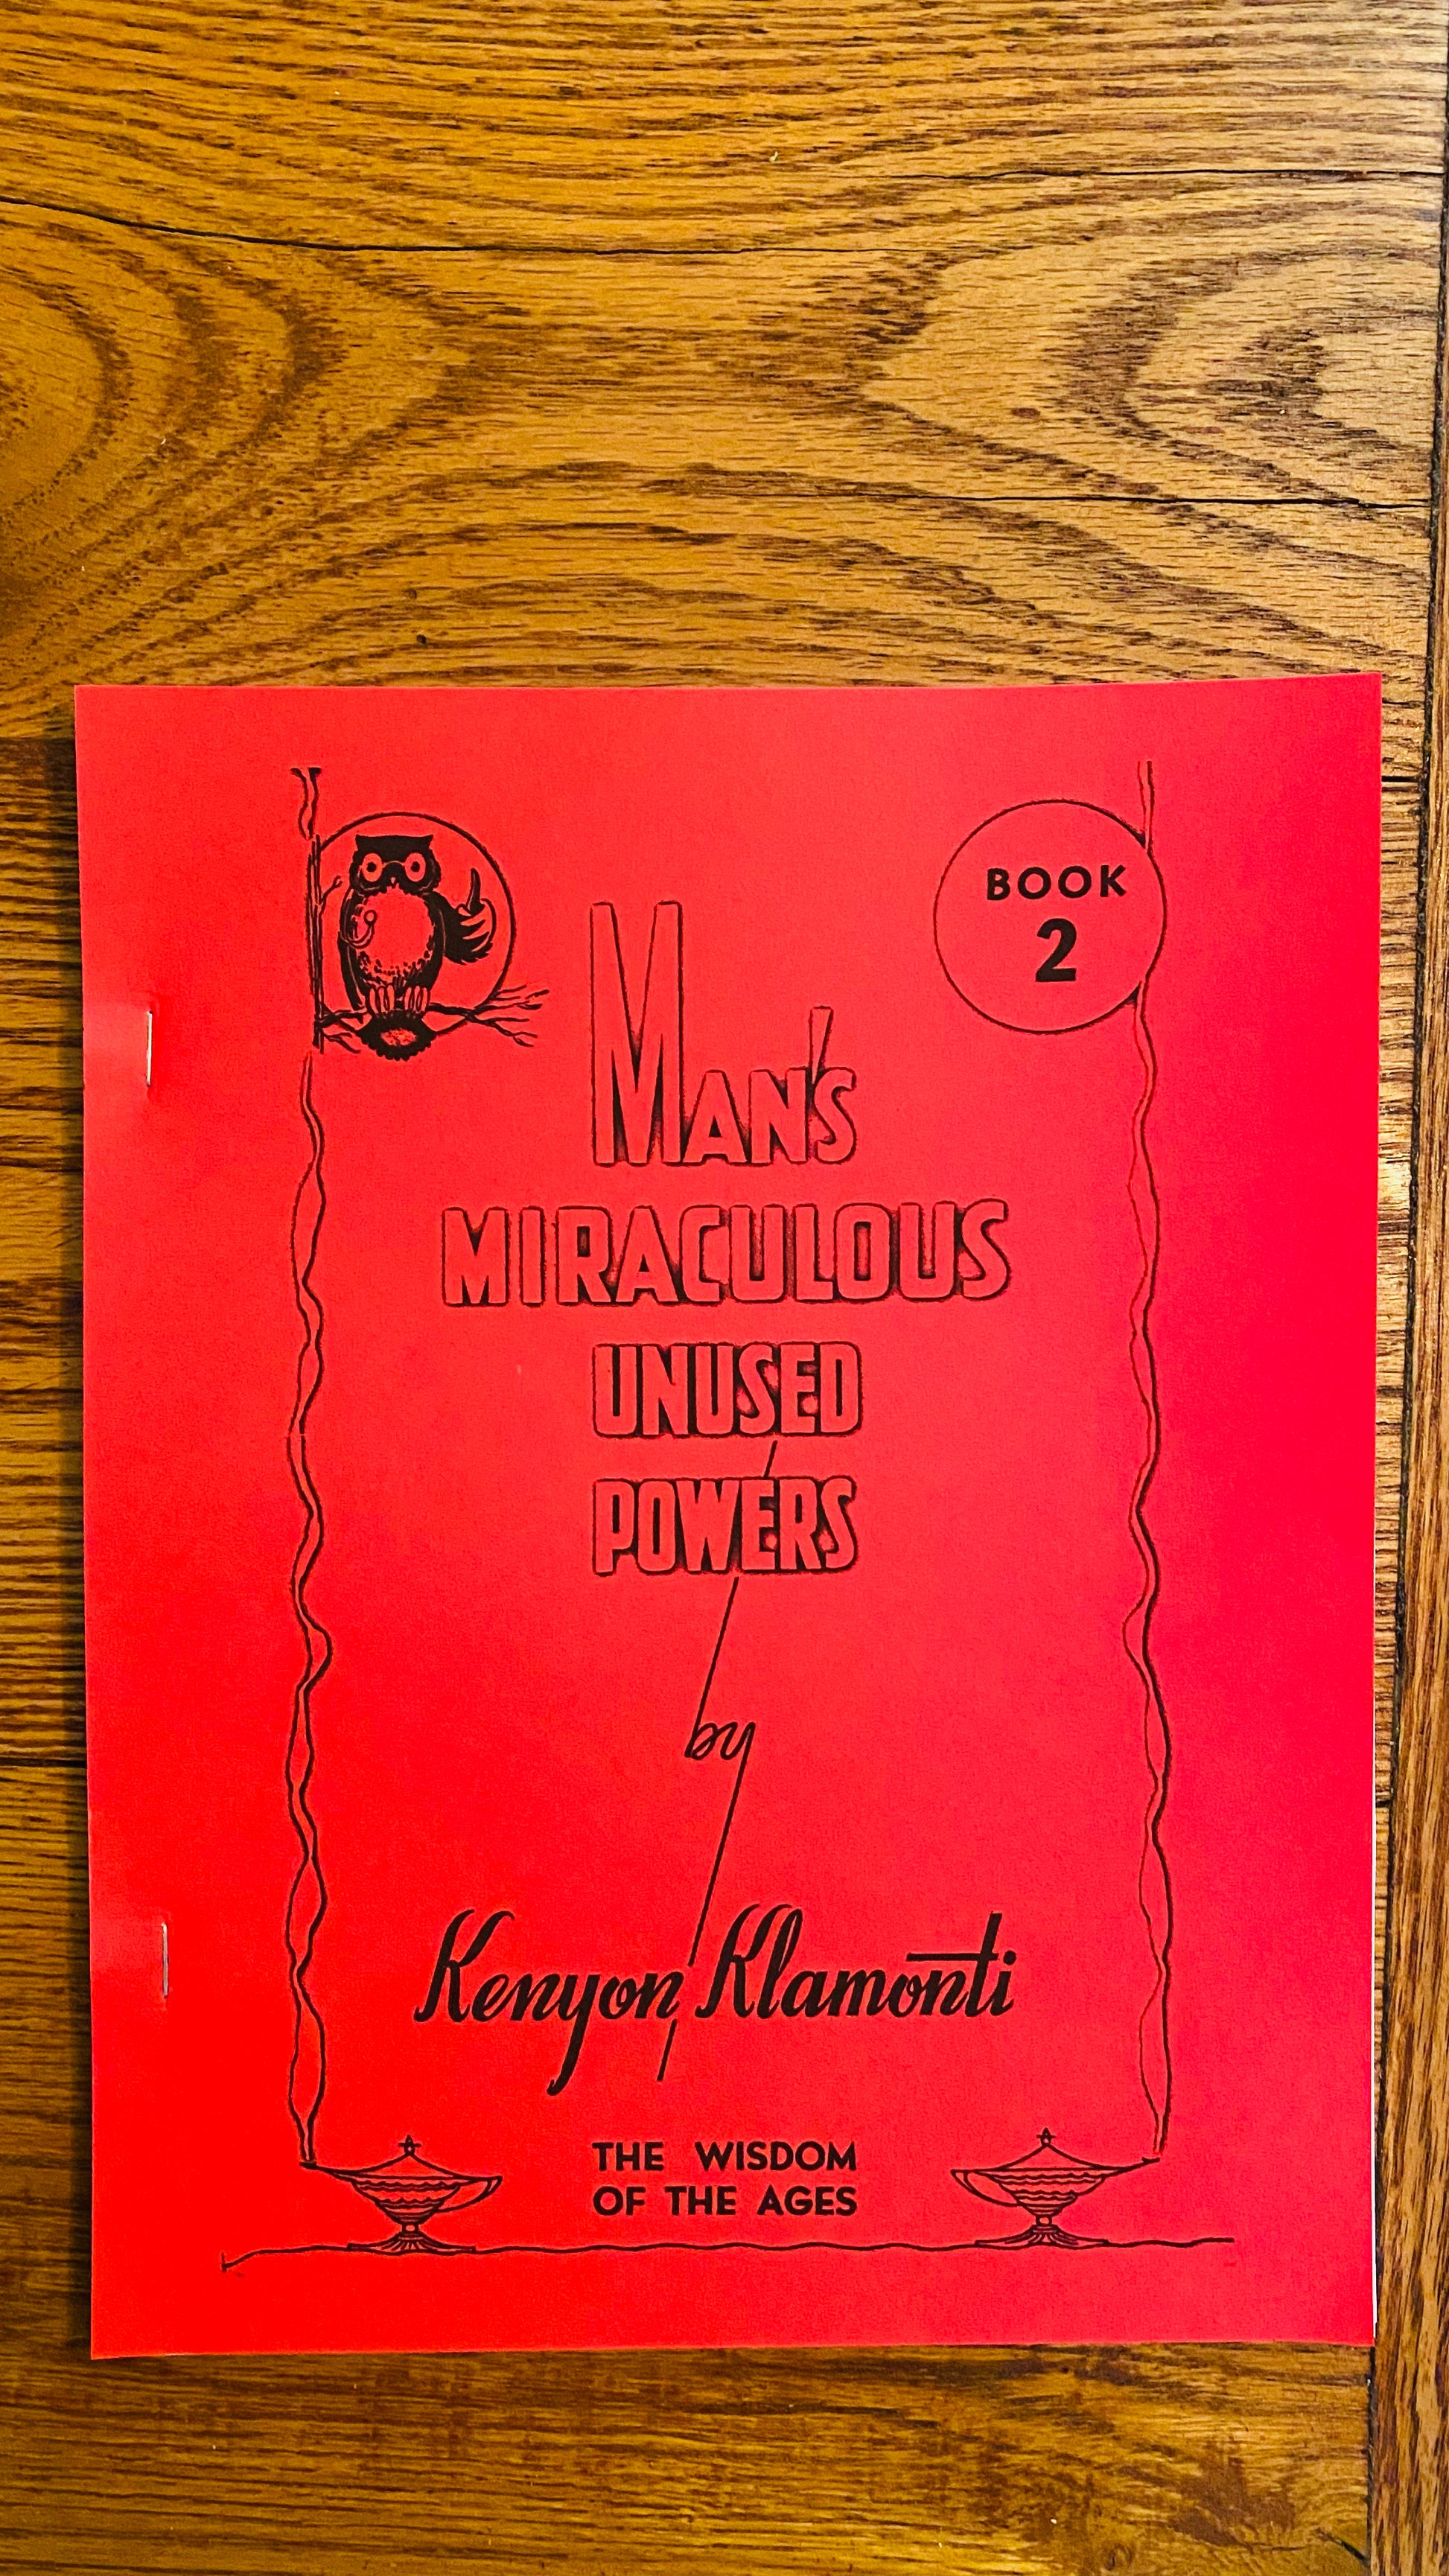 BOOK
2
MAN'S
MIRACULOUS
UNUSED
POWERS
by
Kenyon Klamonti
THE WISDOM
OF THE AGES